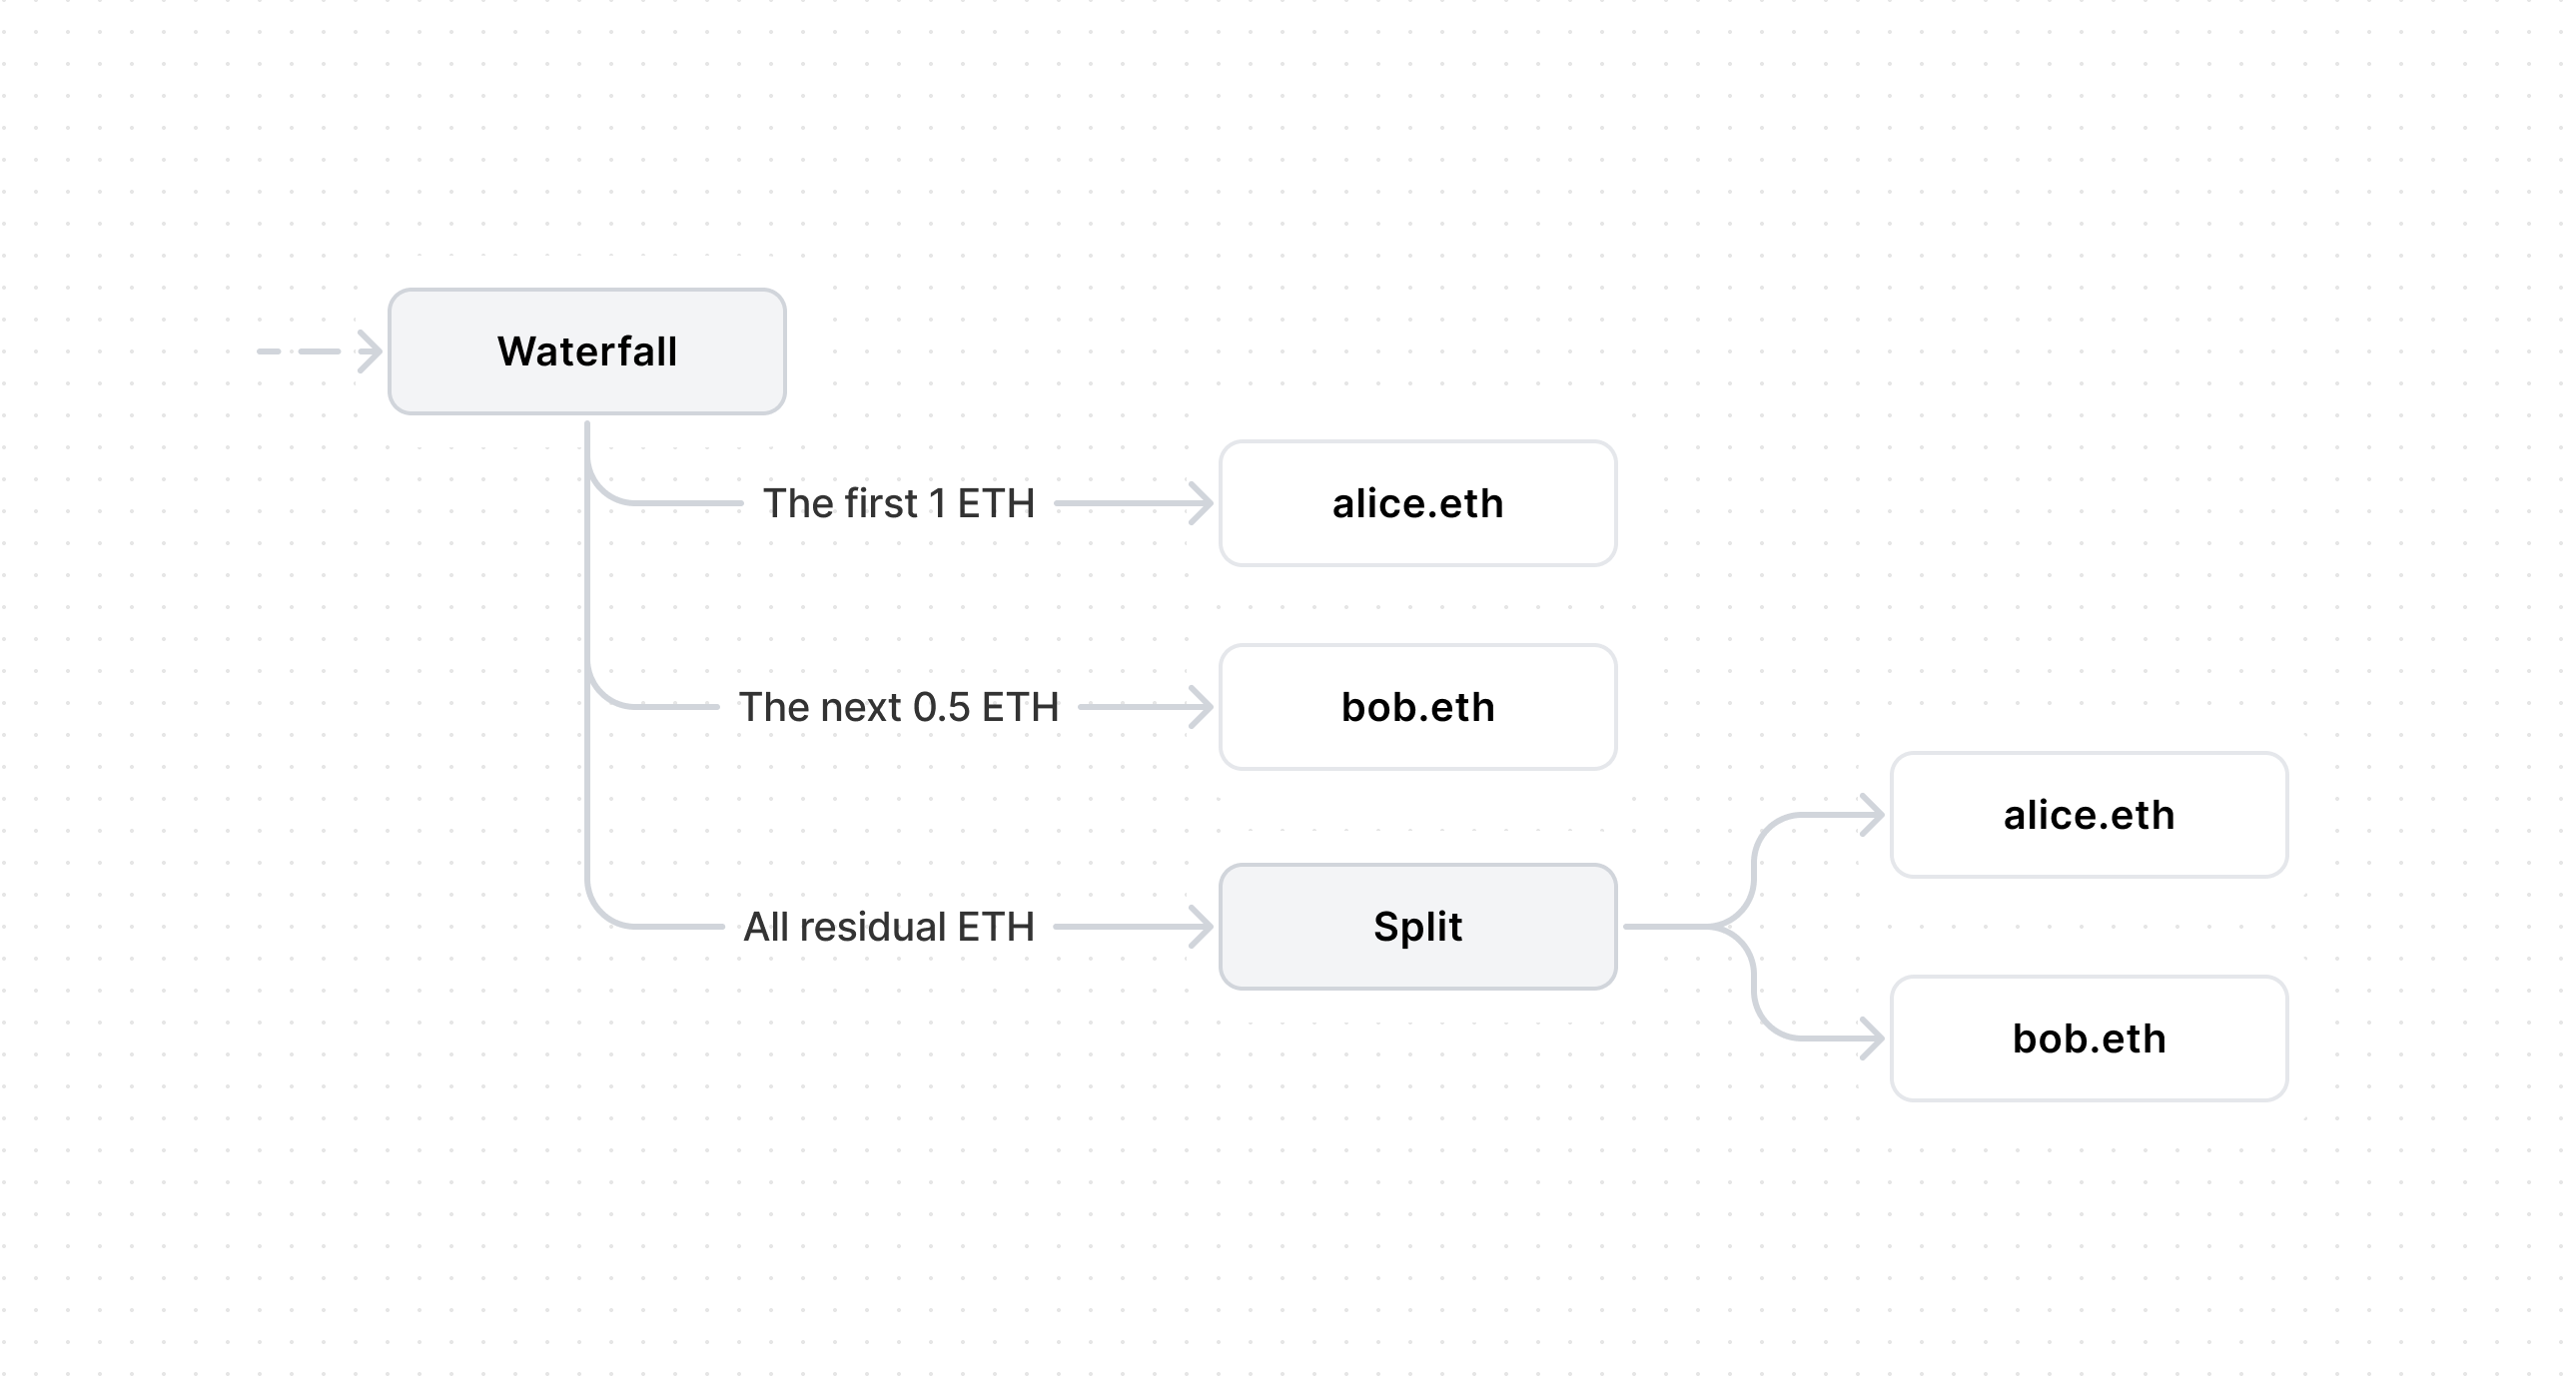 Waterfall
The first 1 ETH
alice.eth
The next 0.5 ETH
bob.eth
All residual ETH
Split
alice.eth
bob.eth